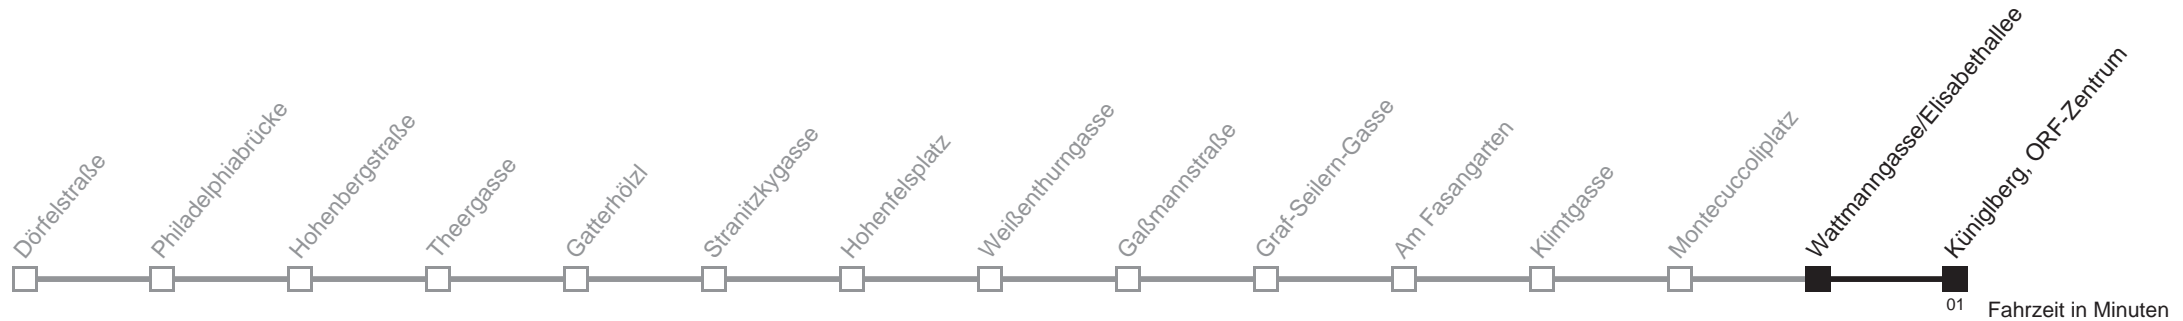 Dörfelstraße
Philadelphiabrücke
Hohenbergstraße
Theergasse
Gatterhölzl
Stranitzkygasse
Hohenfelsplatz
Weißenthurngasse
Gaßmannstraße
Graf-Seilern-Gasse
Am Fasangarten
Klimtgasse
Montecuccoliplatz
Wattmanngasse/Elisabethallee
Küniglberg, ORF-Zentrum
01 Fahrzeit in Minuten